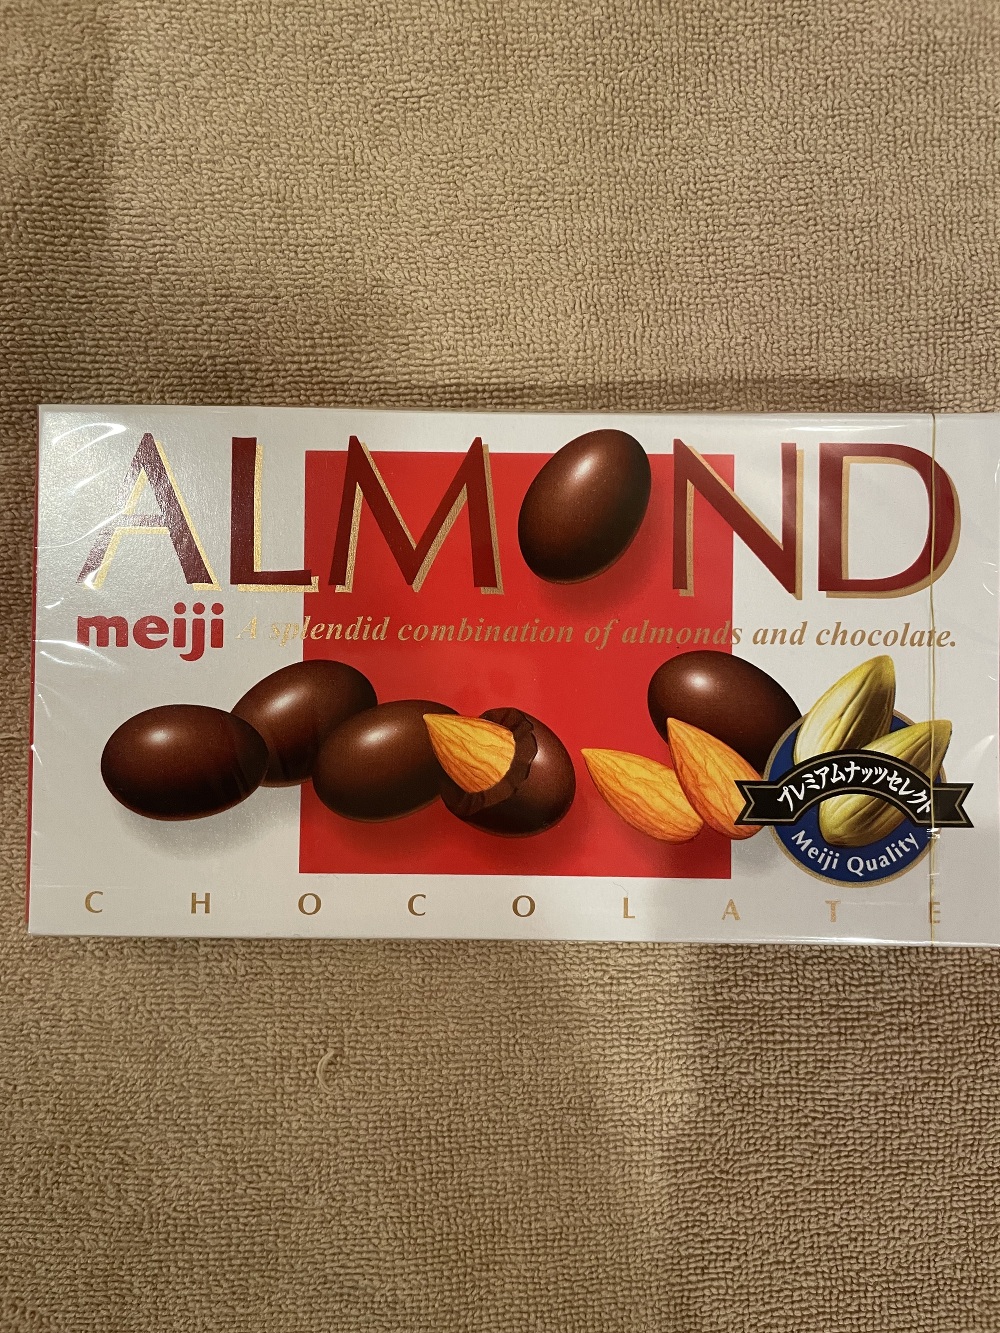 ALMOND
meiji A splendid combination of almonds and chocolate.
プレミアムナッツセレクト
Meiji Quality
CHOCOLATE